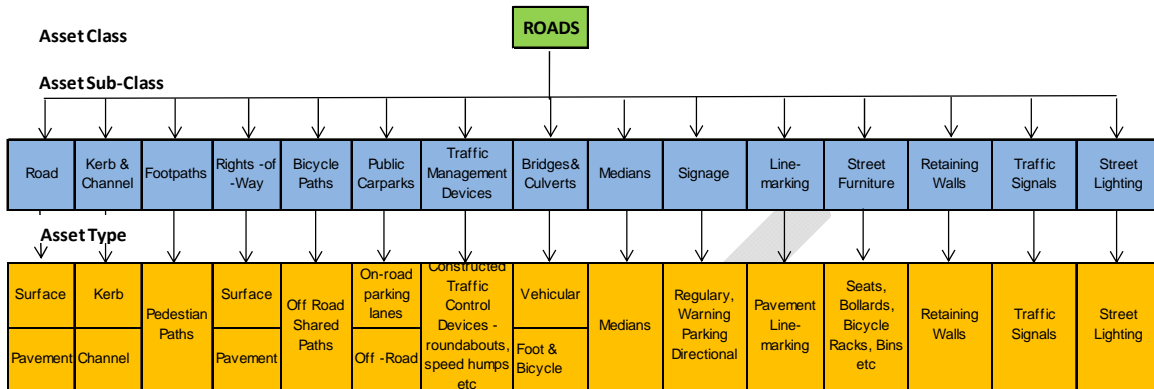 ROADS
Asset Class
Asset Sub-Class
Road
Kerb &
Channel
Footpaths
Rights -of
-Way
Bicycle
Paths
Public
Carparks
Traffic
Management
Devices
Bridges&
Culverts
Medians
Signage
Line-
marking
Street
Furniture
Retaining
Walls
Traffic
Signals
Street
Lighting
Asset Type
Surface
Pavement
Kerb
Channel
Pedestian
Paths
Surface
Pavement
Off Road
Shared
Paths
On-road
parking
lanes
Off -Road
Constructed
Traffic
Control
Devices -
roundabouts,
speed humps
etc
Vehicular
Foot &
Bicycle
Medians
Regulary,
Warning
Parking
Directional
Pavement
Line-
marking
Seats,
Bollards,
Bicycle
Racks, Bins
etc
Retaining
Walls
Traffic
Signals
Street
Lighting